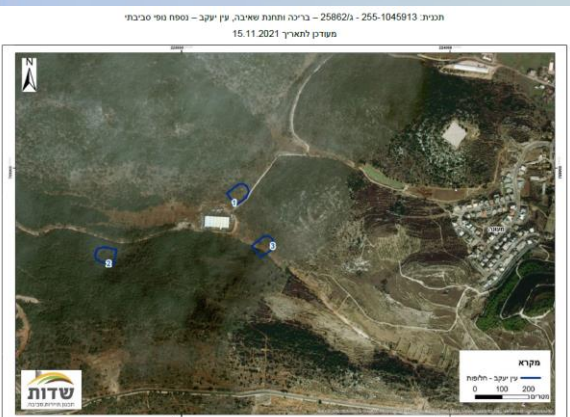 תכנית: 255-1045913 - ג/25862 – בריכה ותחנת שאיבה, עין יעקב – נספח נופי סביבתי
מעודכן לתאריך 15.11.2021
N
1
2
3
מעונה
מקרא
עין יעקב - חלופות
0 100 200
מטרים
שדות